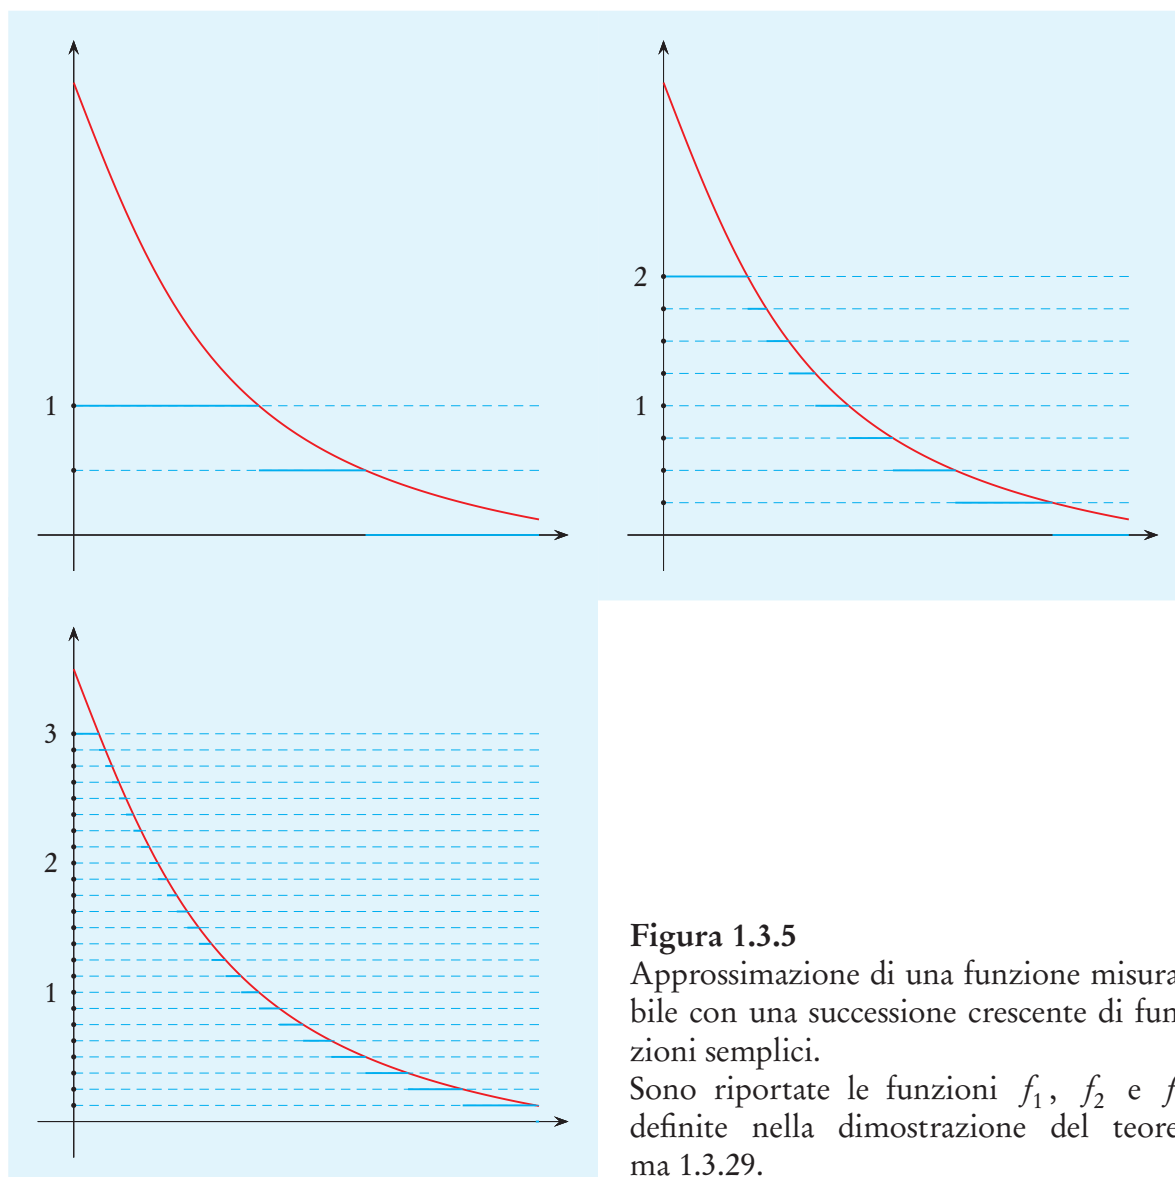 1
2
1
3
2
1
Figura 1.3.5
Approssimazione di una funzione misura
bile con una successione crescente di fun
zioni semplici.
Sono riportate le funzioni f₁, f₂ e f
definite nella dimostrazione del teore
ma 1.3.29.